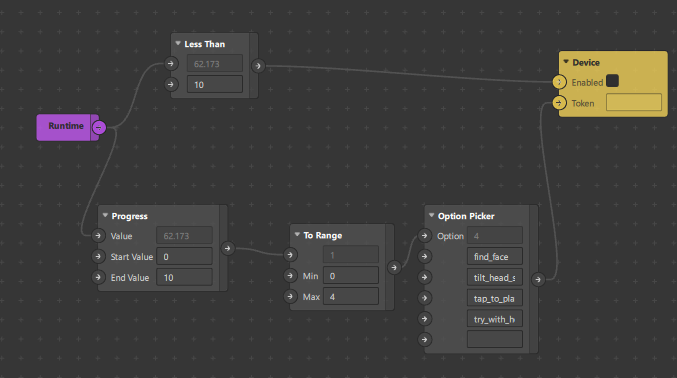 Less Than
62.173
10
Device
Enabled
Token
Runtime
Progress
Value 62.173
Start Value 0
End Value 10
To Range
1
Min 0
Max 4
Option Picker
Option 4
find_face
tilt_head_s
tap_to_pla
try_with_h